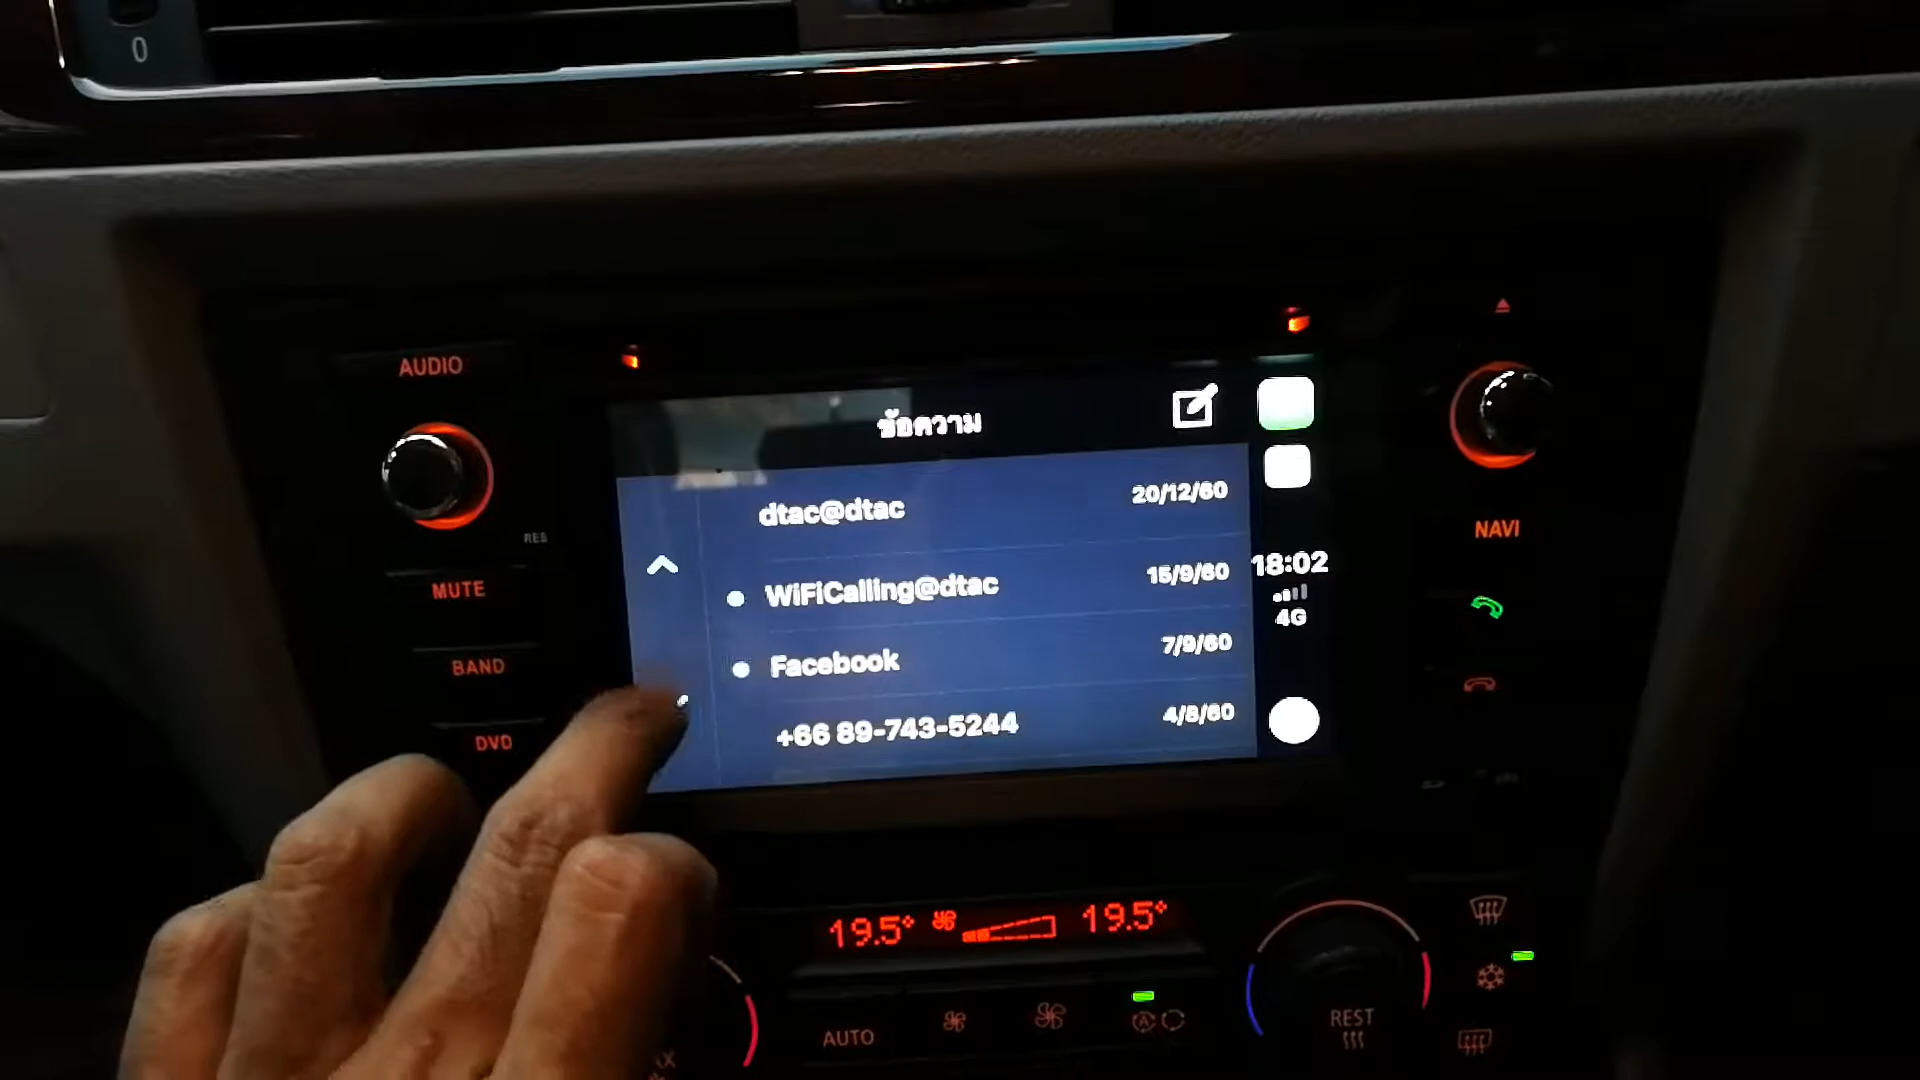 0
AUDIO
RES
MUTE
BAND
DVD
ข้อความ
dtac@dtac 20/12/60
WiFiCalling@dtac 15/9/60
Facebook 7/9/60
+66 89-743-5244 4/8/60
18:02
4G
NAVI
19.5° 19.5°
AUTO
A
REST